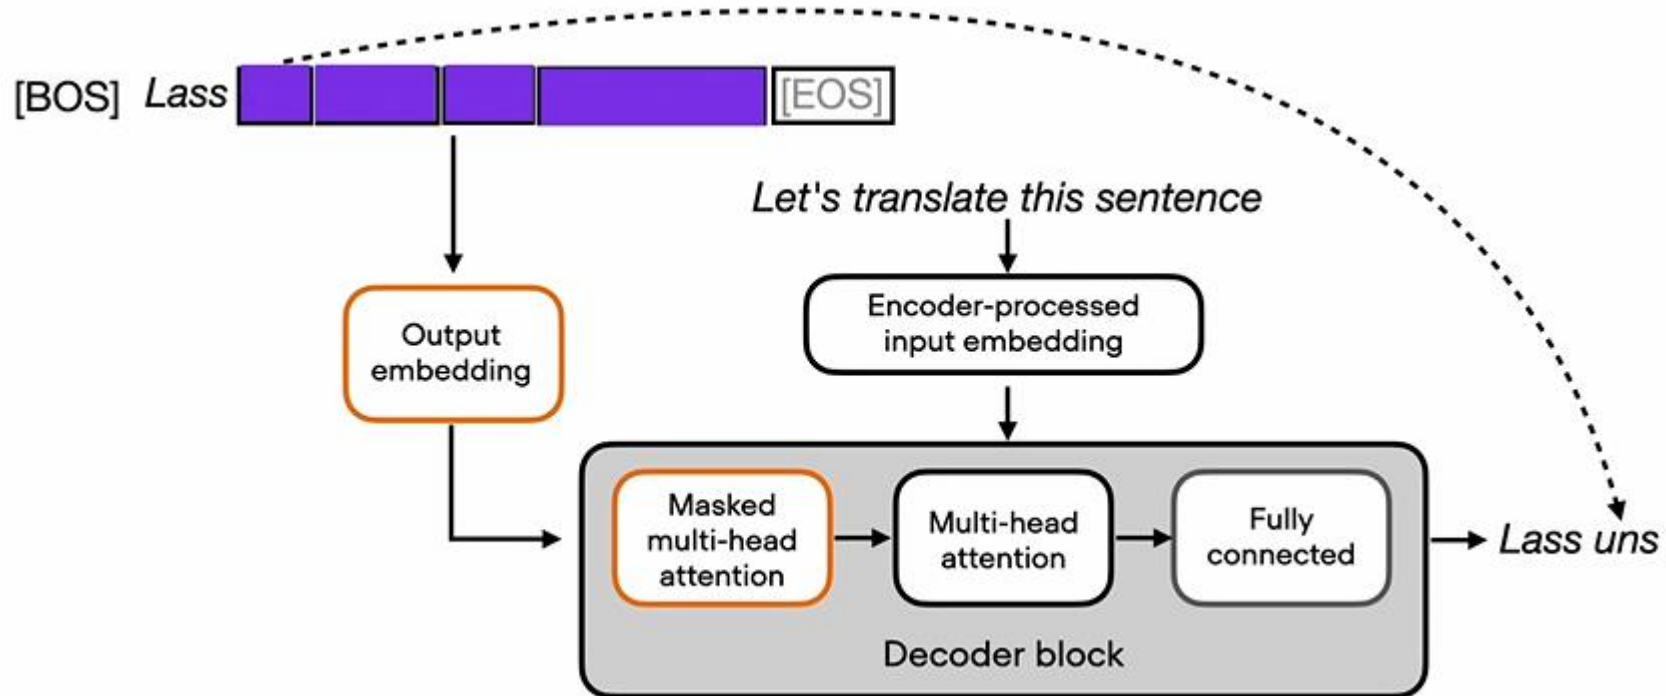 [BOS] Lass [EOS]
Let's translate this sentence
Encoder-processed
input embedding
Output
embedding
Masked
multi-head
attention
Multi-head
attention
Fully
connected
Lass uns
Decoder block